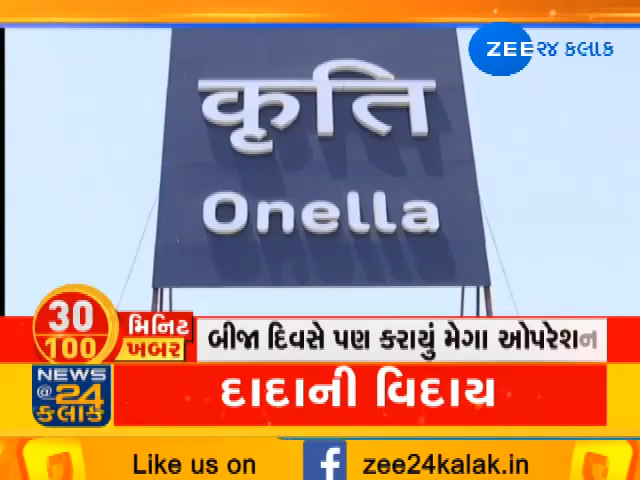 ZEE ૨૪ કલાક
कृति
Onella
30 મિનિટ
100 ખબર
બીજા દિવસે પણ કરાયું મેગા ઓપરેશન
NEWS
@24
કલાક
દાદાની વિદાય
Like us on f zee24kalak.in